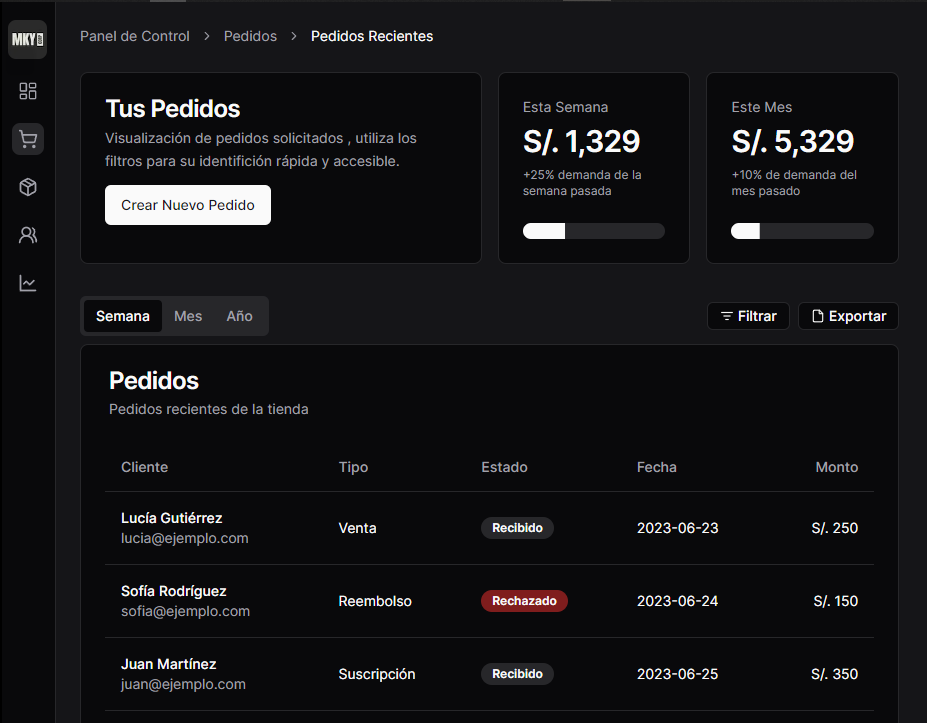 MKY
Panel de Control > Pedidos > Pedidos Recientes
Tus Pedidos
Visualización de pedidos solicitados , utiliza los
filtros para su identifición rápida y accesible.
Crear Nuevo Pedido
Esta Semana
S/. 1,329
+25% demanda de la
semana pasada
Este Mes
S/. 5,329
+10% de demanda del
mes pasado
Semana Mes Año
Filtrar Exportar
Pedidos
Pedidos recientes de la tienda
Cliente Tipo Estado Fecha Monto
Lucía Gutiérrez
lucia@ejemplo.com
Venta Recibido 2023-06-23 S/. 250
Sofía Rodríguez
sofia@ejemplo.com
Reembolso Rechazado 2023-06-24 S/. 150
Juan Martínez
juan@ejemplo.com
Suscripción Recibido 2023-06-25 S/. 350